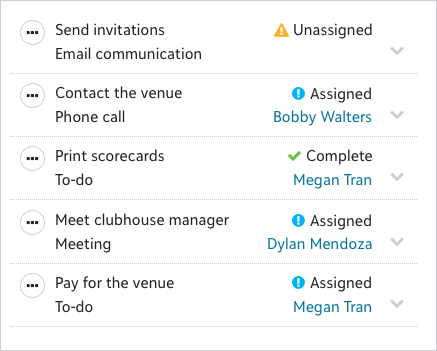 Send invitations Unassigned
Email communication
Contact the venue Assigned
Phone call Bobby Walters
Print scorecards Complete
To-do Megan Tran
Meet clubhouse manager Assigned
Meeting Dylan Mendoza
Pay for the venue Assigned
To-do Megan Tran